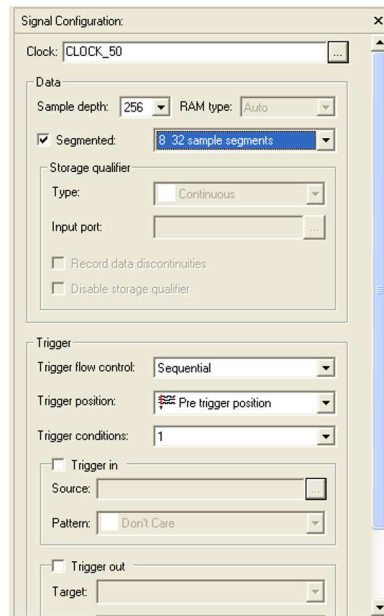 Signal Configuration:
Clock: CLOCK_50 ...
Data
Sample depth: 256 RAM type: Auto
Segmented: 8 32 sample segments
Storage qualifier
Type: Continuous
Input port: ...
Record data discontinuities
Disable storage qualifier
Trigger
Trigger flow control: Sequential
Trigger position: Pre trigger position
Trigger conditions: 1
Trigger in
Source: ...
Pattern: Don't Care
Trigger out
Target: